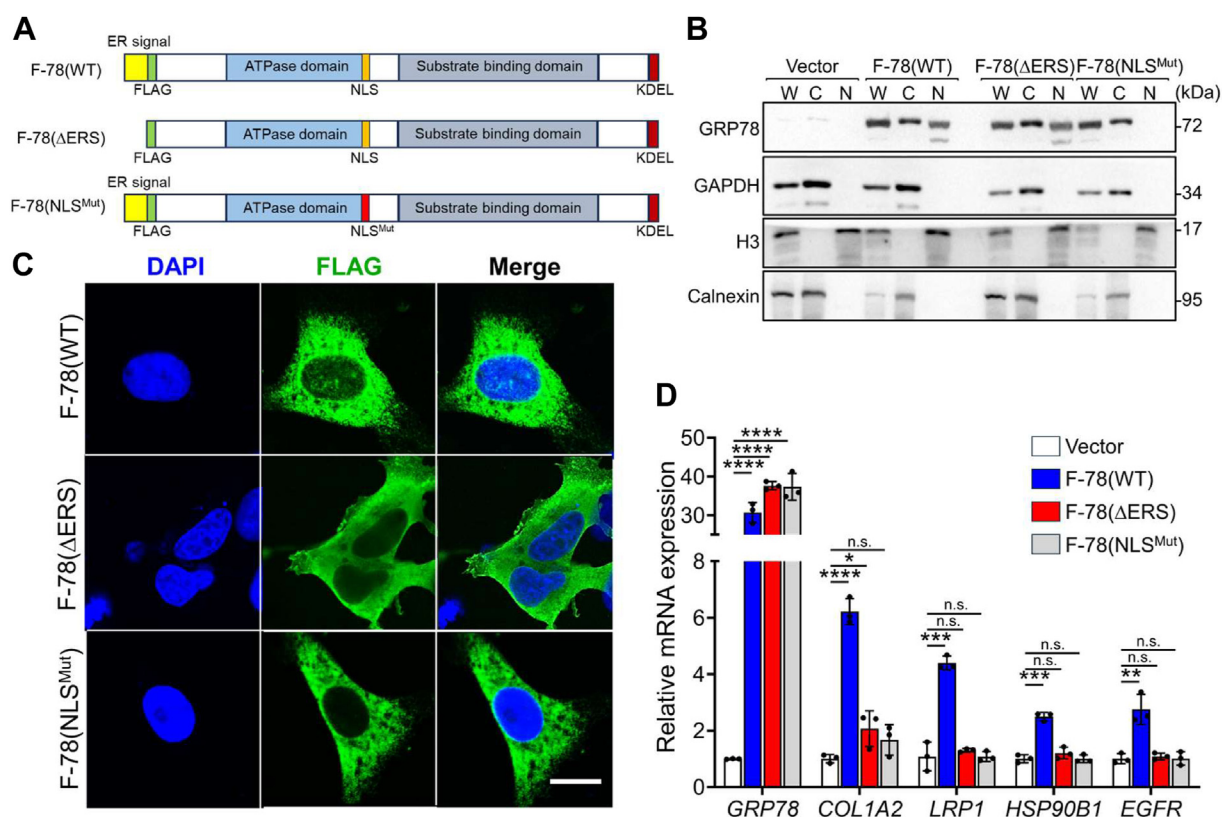 A
ER signal
F-78(WT)
ATPase domain
Substrate binding domain
FLAG
NLS
KDEL
F-78(ΔERS)
ATPase domain
Substrate binding domain
FLAG
NLS
KDEL
ER signal
F-78(NLSMut)
ATPase domain
Substrate binding domain
FLAG
NLSMut
KDEL
B
Vector F-78(WT) F-78(ΔERS) F-78(NLSMut)
W C N W C N W C N W C N (kDa)
GRP78 -72
GAPDH -34
H3 -17
Calnexin -95
C
DAPI FLAG Merge
F-78(WT)
F-78(ΔERS)
F-78(NLSMut)
D
Relative mRNA expression
50
40
30
8
6
4
2
0
****
****
****
n.s.
*
****
n.s.
n.s.
***
n.s.
n.s.
***
n.s.
n.s.
**
Vector
F-78(WT)
F-78(ΔERS)
F-78(NLSMut)
GRP78 COL1A2 LRP1 HSP90B1 EGFR